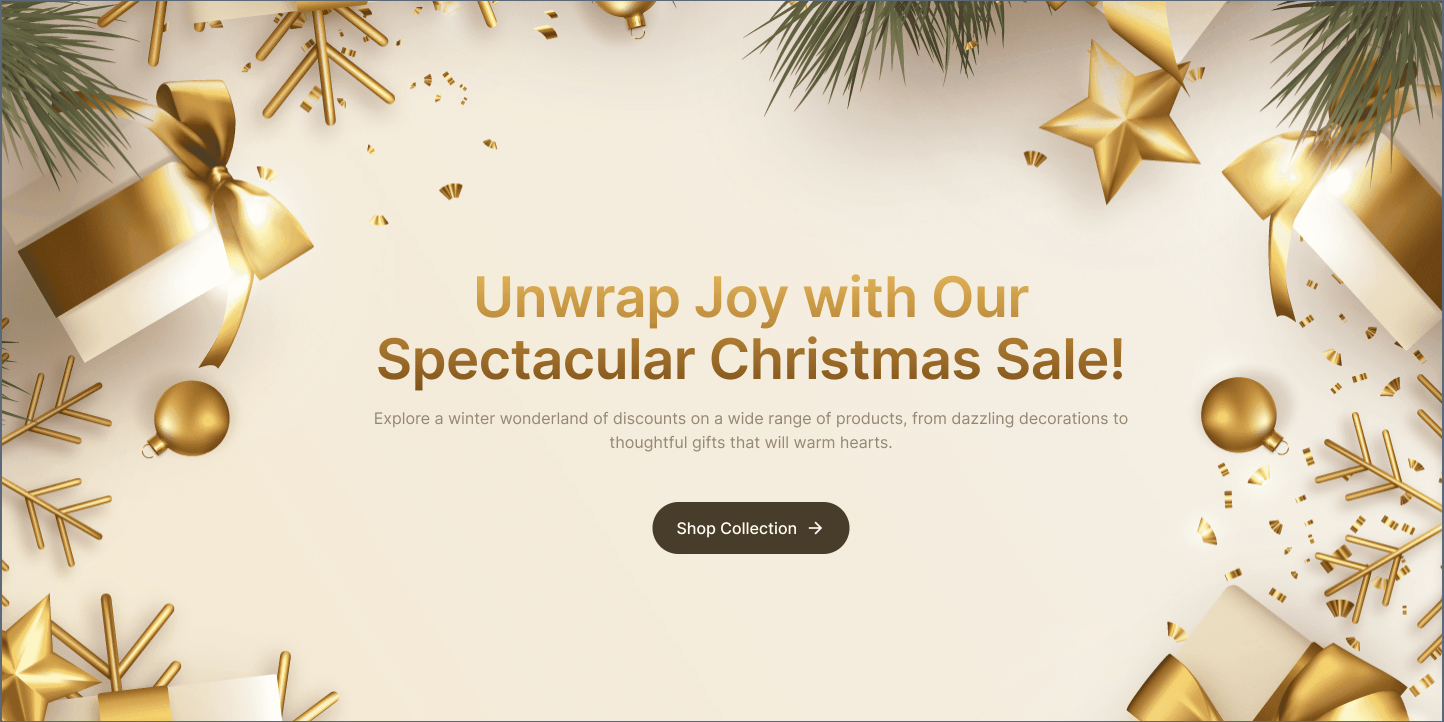 Unwrap Joy with Our
Spectacular Christmas Sale!
Explore a winter wonderland of discounts on a wide range of products, from dazzling decorations to
thoughtful gifts that will warm hearts.
Shop Collection →